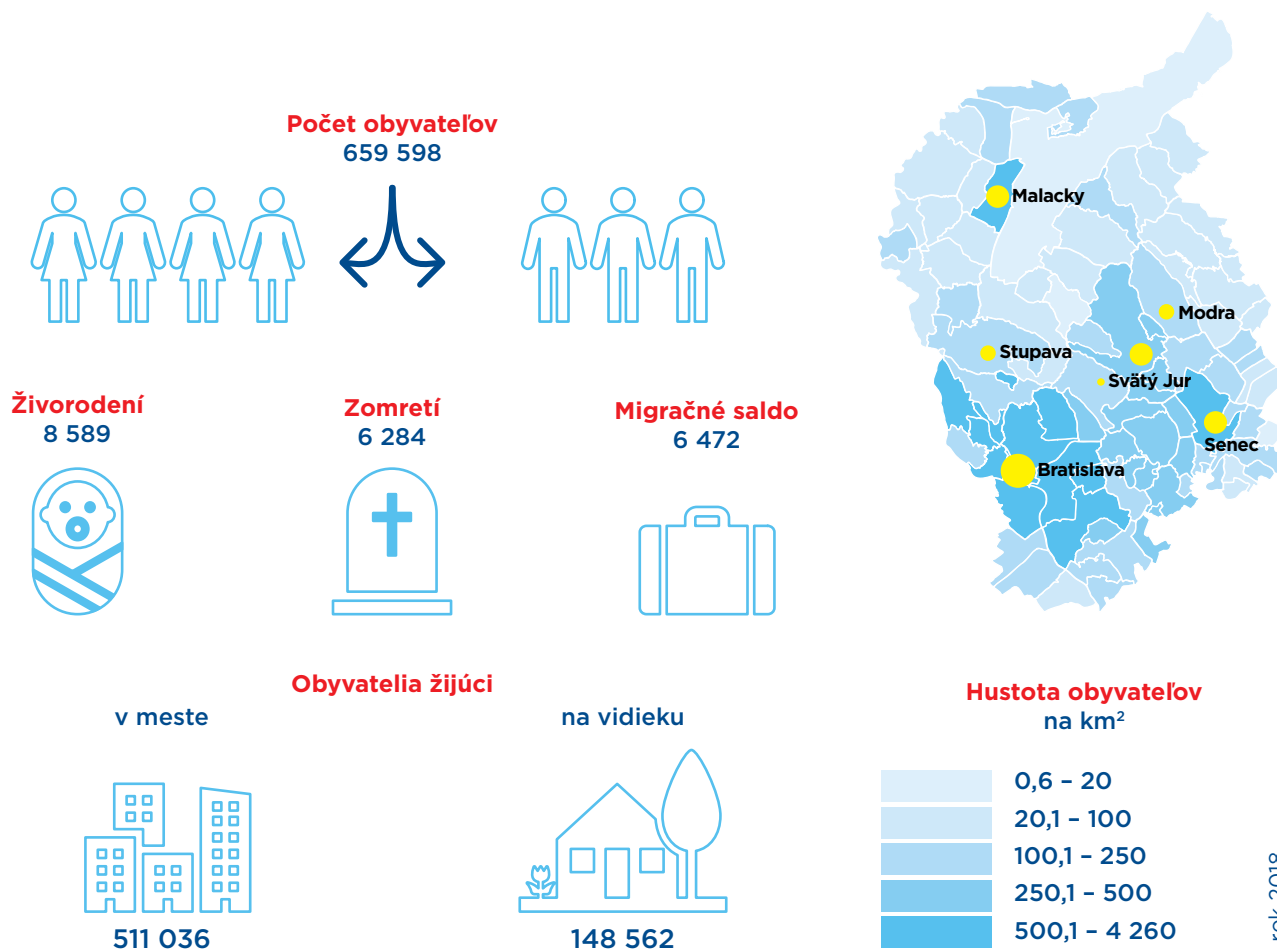 Počet obyvateľov
659 598
Živorodení
8 589
Zomretí
6 284
Migračné saldo
6 472
Obyvatelia žijúci
v meste
na vidieku
511 036
148 562
Malacky
Modra
Stupava
Svätý Jur
Senec
Bratislava
Hustota obyvateľov
na km²
0,6 – 20
20,1 – 100
100,1 – 250
250,1 – 500
500,1 – 4 260
rok 2018